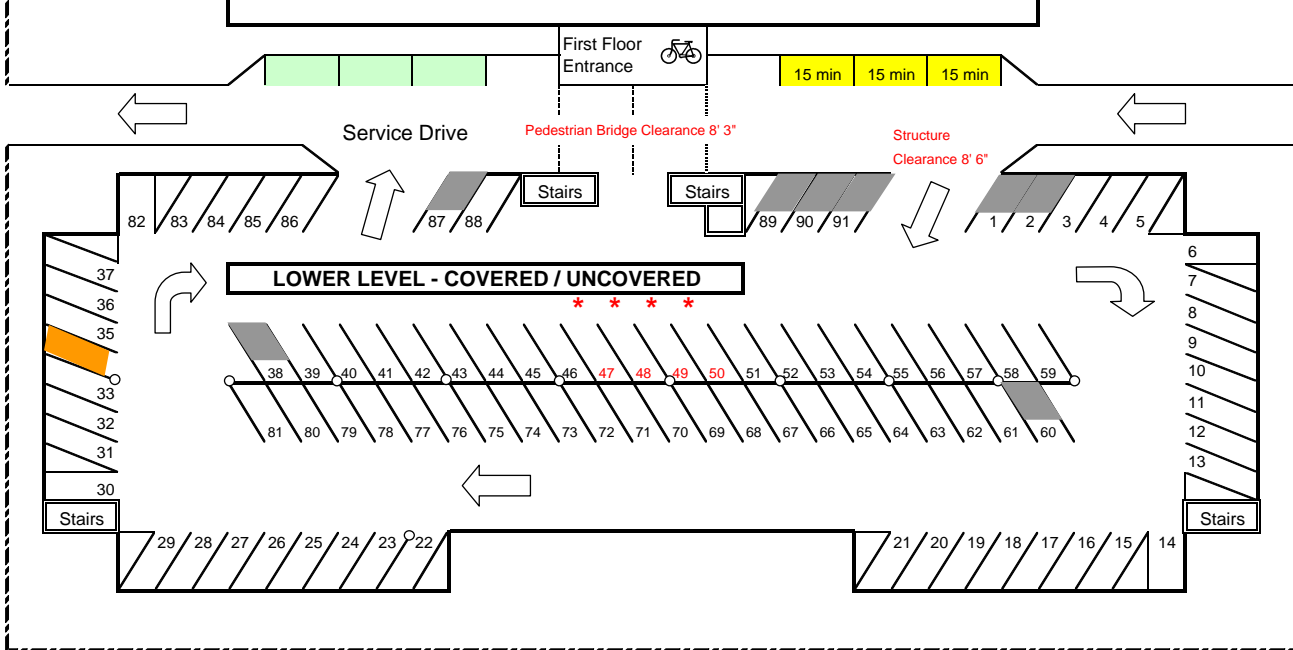 First Floor
Entrance
15 min 15 min 15 min
Service Drive
Pedestrian Bridge Clearance 8' 3"
Structure
Clearance 8' 6"
Stairs
Stairs
82 83 84 85 86
87 88
89 90 91
1 2 3 4 5
6
7
8
9
10
11
12
13
37
36
35
33
32
31
30
LOWER LEVEL - COVERED / UNCOVERED
* * * *
38 39 40 41 42 43 44 45 46 47 48 49 50 51 52 53 54 55 56 57 58 59
81 80 79 78 77 76 75 74 73 72 71 70 69 68 67 66 65 64 63 62 61 60
Stairs
Stairs
29 28 27 26 25 24 23 22
21 20 19 18 17 16 15 14